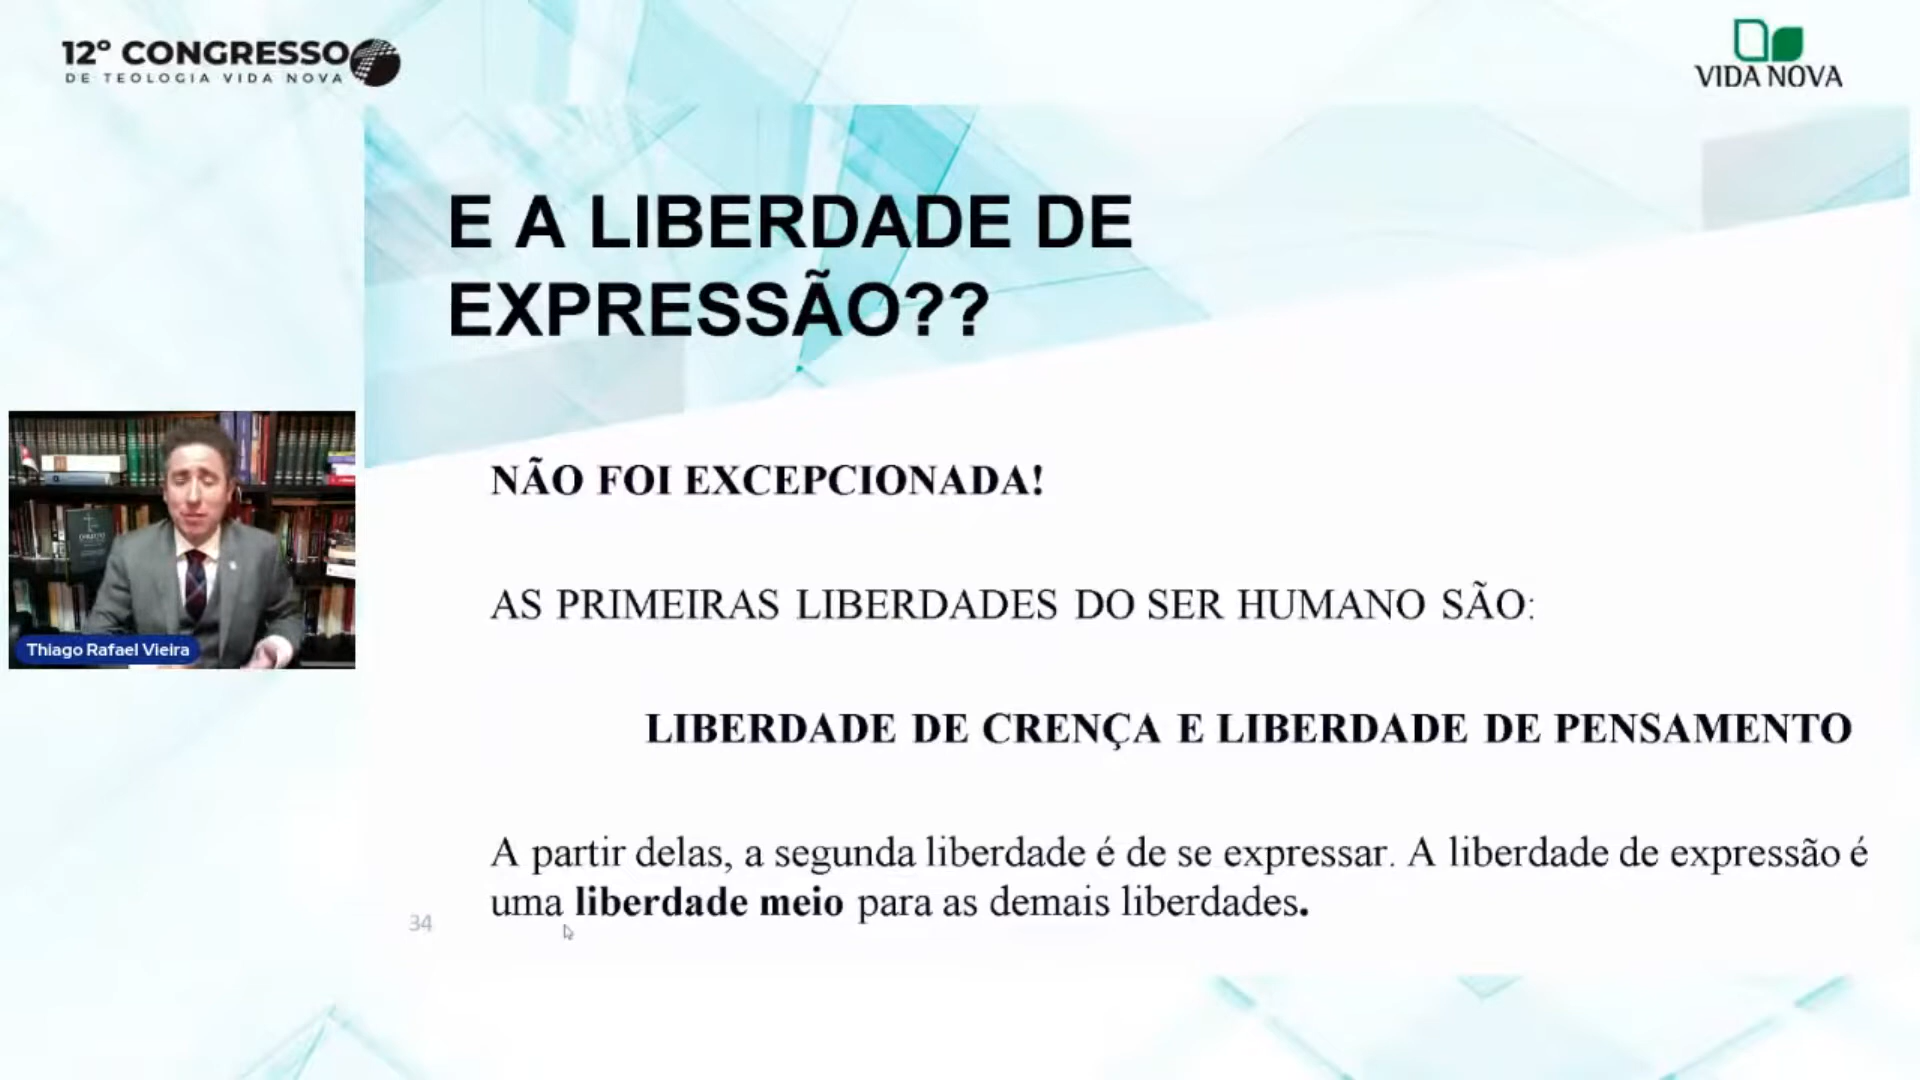 12º CONGRESSO
DE TEOLOGIA VIDA NOVA
VIDA NOVA
E A LIBERDADE DE
EXPRESSÃO??
NÃO FOI EXCEPCIONADA!
AS PRIMEIRAS LIBERDADES DO SER HUMANO SÃO:
LIBERDADE DE CRENÇA E LIBERDADE DE PENSAMENTO
A partir delas, a segunda liberdade é de se expressar. A liberdade de expressão é
uma liberdade meio para as demais liberdades.
34
Thiago Rafael Vieira